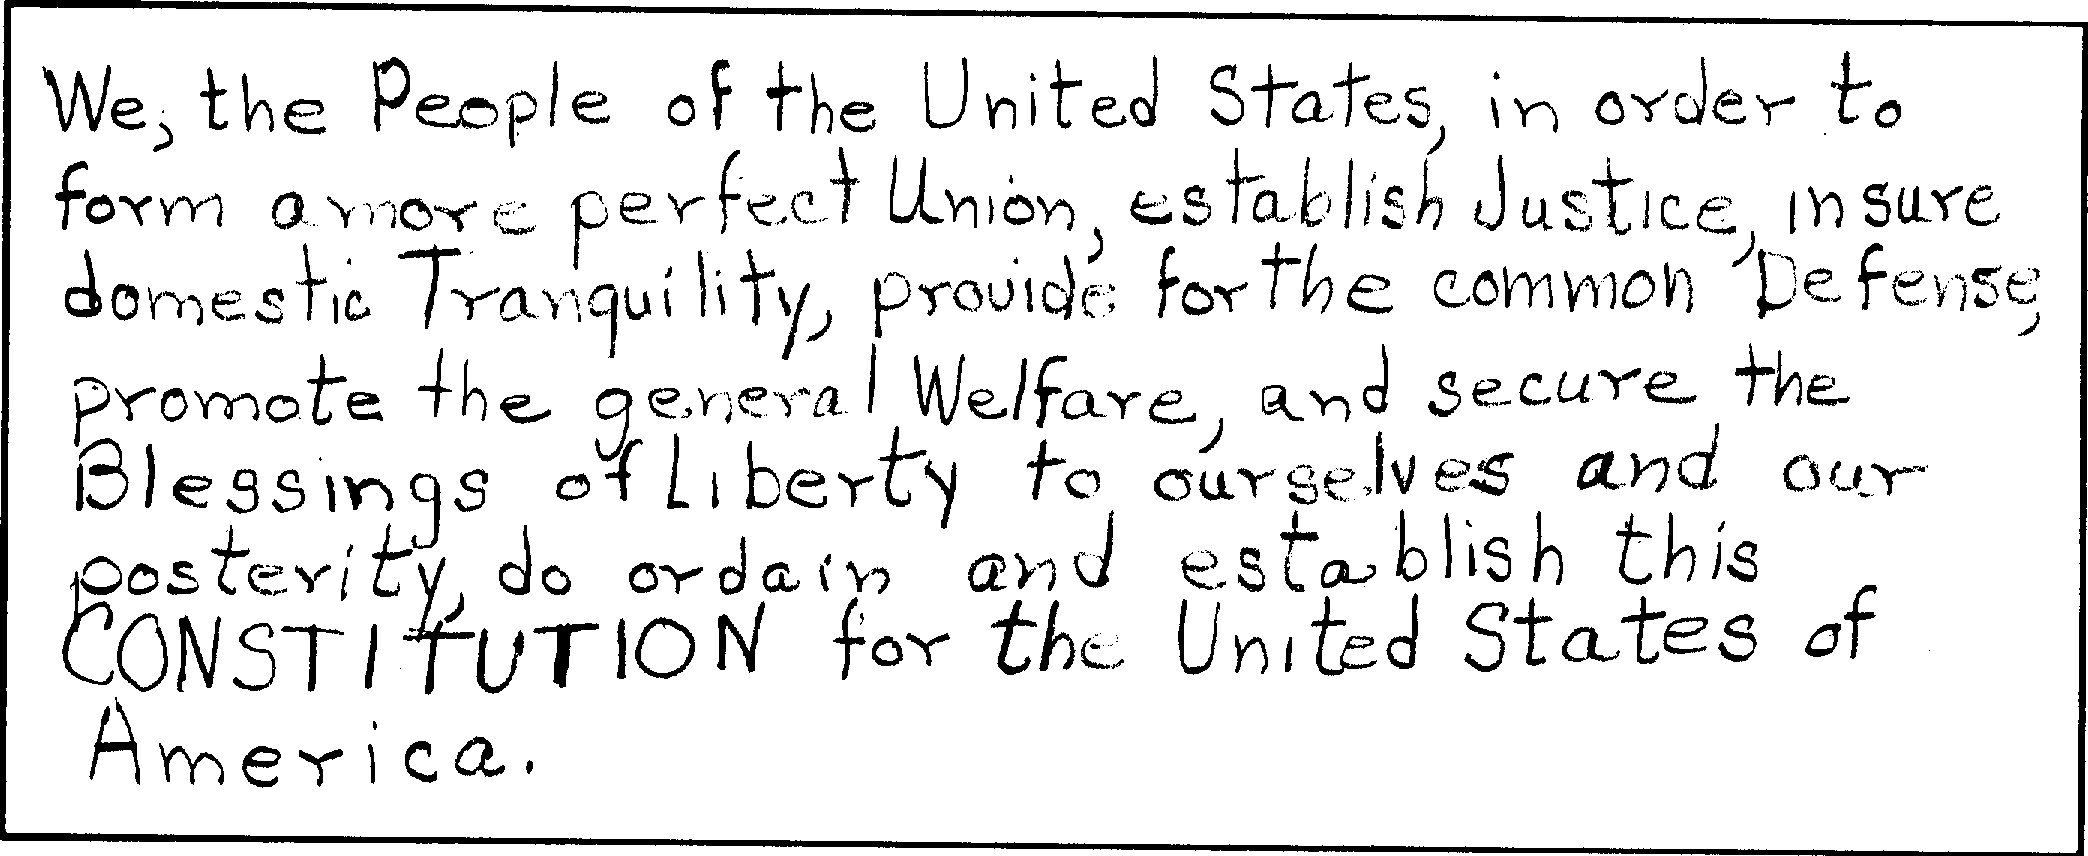 We, the People of the United States, in order to
form a more perfect Union, establish Justice, insure
domestic Tranquility, provide for the common Defense,
promote the general Welfare, and secure the
Blessings of Liberty to ourselves and our
posterity, do ordain and establish this
CONSTITUTION for the United States of
America.